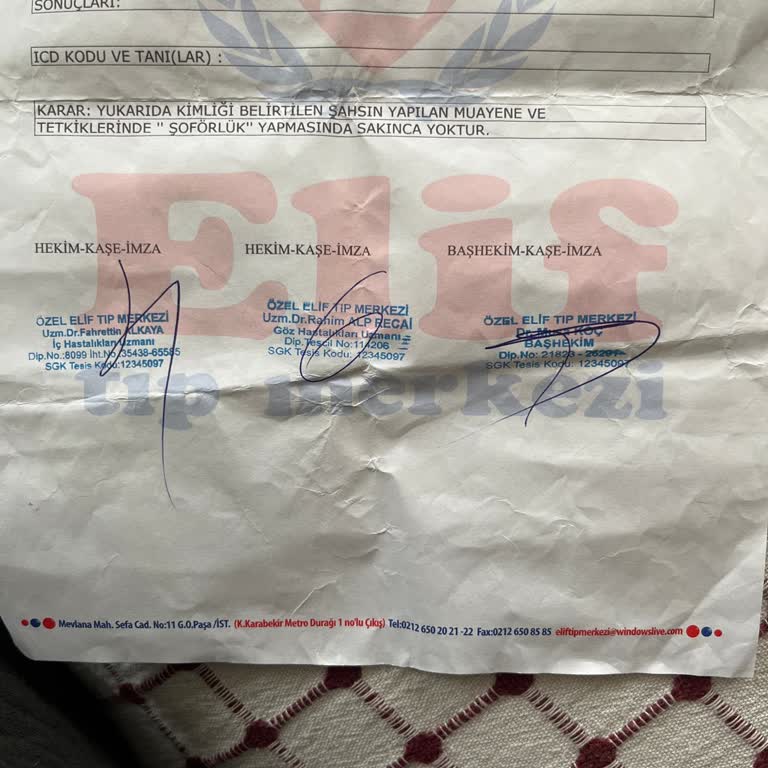 SONUÇLARI:
ICD KODU VE TANI(LAR) :
KARAR: YUKARIDA KİMLİĞİ BELİRTİLEN ŞAHSIN YAPILAN MUAYENE VE
TETKİKLERİNDE '' ŞOFÖRLÜK'' YAPMASINDA SAKINCA YOKTUR.
Elif
tıp merkezi
HEKİM-KAŞE-İMZA
ÖZEL ELİF TIP MERKEZİ
Uzm.Dr.Fahrettin ALKAYA
İç Hastalıkları Uzmanı
Dip.No:8099 İht.No:35438-65585
SGK Tesis Kodu:12345097
HEKİM-KAŞE-İMZA
ÖZEL ELİF TIP MERKEZİ
Uzm.Dr.Rahim ALP REÇAİ
Göz Hastalıkları Uzmanı
Dip.Tescil No:114206
SGK Tesis Kodu: 12345097
BAŞHEKİM-KAŞE-İMZA
ÖZEL ELİF TIP MERKEZİ
Dr. KOÇ
BAŞHEKİM
Dip.No: 21823 -
SGK Tesis Kodu: 12345097
Mevlana Mah. Sefa Cad. No:11 G.O.Paşa /İST. (K.Karabekir Metro Durağı 1 no'lu Çıkış) Tel:0212 650 20 21 -22 Fax:0212 650 85 85 eliftipmerkezi@windowslive.com